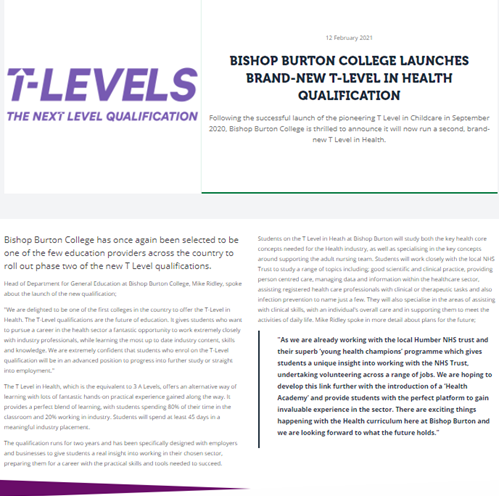 T-LEVELS
THE NEXT LEVEL QUALIFICATION
12 February 2021
BISHOP BURTON COLLEGE LAUNCHES
BRAND-NEW T-LEVEL IN HEALTH
QUALIFICATION
Following the successful launch of the pioneering T Level in Childcare in September
2020, Bishop Burton College is thrilled to announce it will now run a second, brand-
new T Level in Health.
Bishop Burton College has once again been selected to be
one of the few education providers across the country to
roll out phase two of the new T Level qualifications.
Head of Department for General Education at Bishop Burton College, Mike Ridley, spoke
about the launch of the new qualification;
"We are delighted to be one of the first colleges in the country to offer the T Level in
Health. The T Level qualifications are the future of education. It gives students who want
to pursue a career in the health sector a fantastic opportunity to work extremely closely
with industry professionals, while learning the most up to date industry content, skills
and knowledge. We are extremely confident that students who enrol on the T-Level
qualification will be in an advanced position to progress into further study or straight
into employment."
The T Level in Health, which is the equivalent to 3 A Levels, offers an alternative way of
learning with lots of fantastic hands on practical experience gained along the way. It
provides a perfect blend of learning, with students spending 80% of their time in the
classroom and 20% working in industry. Students will spend at least 45 days in a
meaningful industry placement.
The qualification runs for two years and has been specifically designed with employers
and businesses to give students a real insight into working in their chosen sector,
preparing them for a career with the practical skills and tools needed to succeed.
Students on the T Level in Heath at Bishop Burton will study both the key health core
concepts needed for the Health industry, as well as specialising in the key concepts
around supporting the adult nursing team. Students will work closely with the local NHS
Trust to study a range of topics including; good scientific and clinical practice, providing
person centred care, managing data and information within the healthcare sector,
assisting registered health care professionals with clinical or therapeutic tasks and also
infection prevention to name just a few. They will also specialise in the areas of assisting
with clinical skills, with an individual's overall care and in supporting them to meet the
activities of daily life. Mike Ridley spoke in more detail about plans for the future;
"As we are already working with the local Humber NHS trust and
their superb 'young health champions' programme which gives
students a unique insight into working with the NHS Trust,
undertaking volunteering across a range of jobs. We are hoping to
develop this link further with the introduction of a 'Health
Academy' and provide students with the perfect platform to gain
invaluable experience in the sector. There are exciting things
happening with the Health curriculum here at Bishop Burton and
we are looking forward to what the future holds."